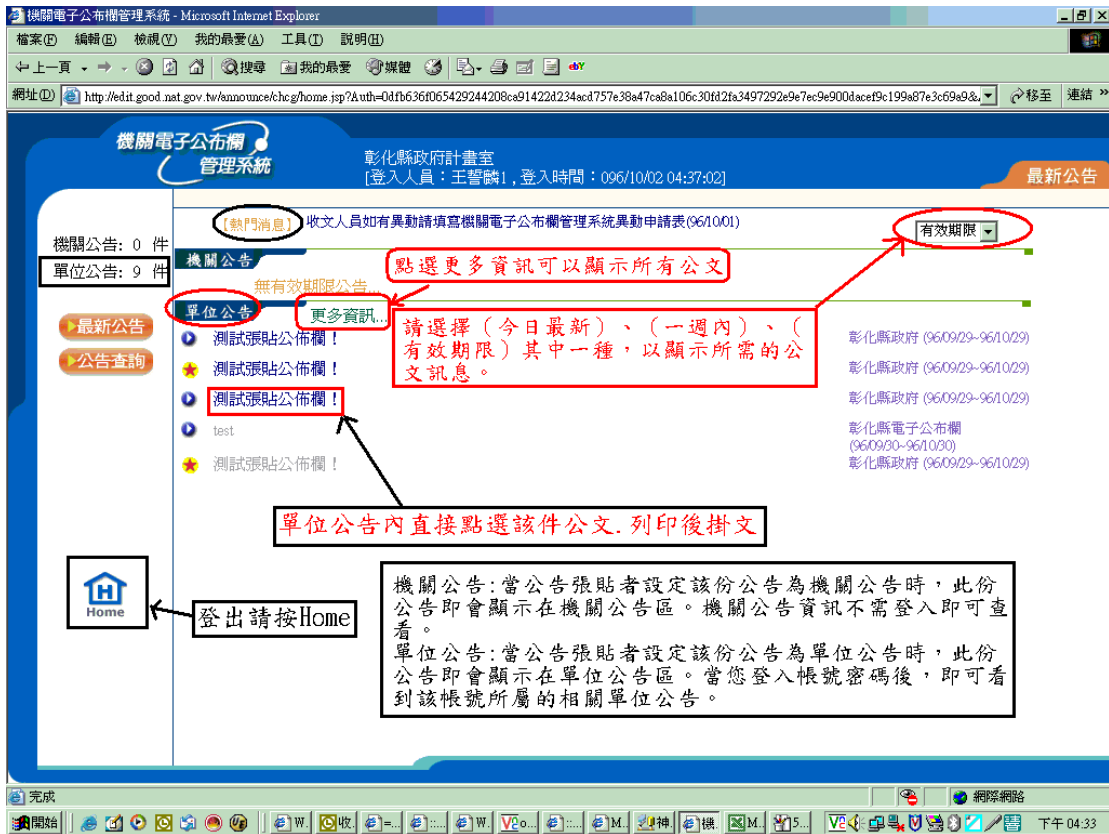 機關電子公布欄管理系統 - Microsoft Internet Explorer
檔案(F) 編輯(E) 檢視(V) 我的最愛(A) 工具(T) 說明(H)
上一頁 搜尋 我的最愛 媒體
網址(D) http://edit.good.nat.gov.tw/announce/chcg/home.jsp?Auth=0dfb636f065429244208ca91422d234acd757e38a47ca8a106c30fd2fa3497292e9e7ec9e900dacef9c199a87e3c69a9& 移至 連結 »
機關電子公布欄
管理系統
彰化縣政府計畫室
[登入人員：王誓麟1 , 登入時間：096/10/02 04:37:02]
最新公告
【熱門消息】 收文人員如有異動請填寫機關電子公布欄管理系統異動申請表(96/10/01)
有效期限
機關公告: 0 件
單位公告: 9 件
機關公告
點選更多資訊可以顯示所有公文
無有效期限公告...
單位公告
更多資訊...
最新公告
公告查詢
請選擇（今日最新）、（一週內）、（
有效期限）其中一種，以顯示所需的公
文訊息。
測試張貼公佈欄！ 彰化縣政府 (96/09/29~96/10/29)
測試張貼公佈欄！ 彰化縣政府 (96/09/29~96/10/29)
測試張貼公佈欄！ 彰化縣政府 (96/09/29~96/10/29)
test 彰化縣電子公布欄
(96/09/30~96/10/30)
測試張貼公佈欄！ 彰化縣政府 (96/09/29~96/10/29)
單位公告內直接點選該件公文.列印後掛文
Home
登出請按Home
機關公告:當公告張貼者設定該份公告為機關公告時，此份
公告即會顯示在機關公告區。機關公告資訊不需登入即可查
看。
單位公告:當公告張貼者設定該份公告為單位公告時，此份
公告即會顯示在單位公告區。當您登入帳號密碼後，即可看
到該帳號所屬的相關單位公告。
完成 網際網路
開始 W. 收. =... ::... W. o... ::... M. 神. 機. M. 5... 下午 04:33